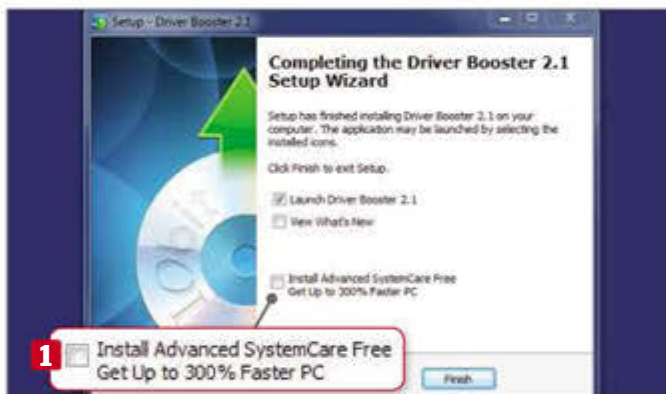 Setup - Driver Booster 2.1
Completing the Driver Booster 2.1
Setup Wizard
Setup has finished installing Driver Booster 2.1 on your
computer. The application may be launched by selecting the
installed icons.
Click Finish to exit Setup.
Launch Driver Booster 2.1
View What's New
Install Advanced SystemCare Free
Get Up to 300% Faster PC
IObit
1
Install Advanced SystemCare Free
Get Up to 300% Faster PC
Finish